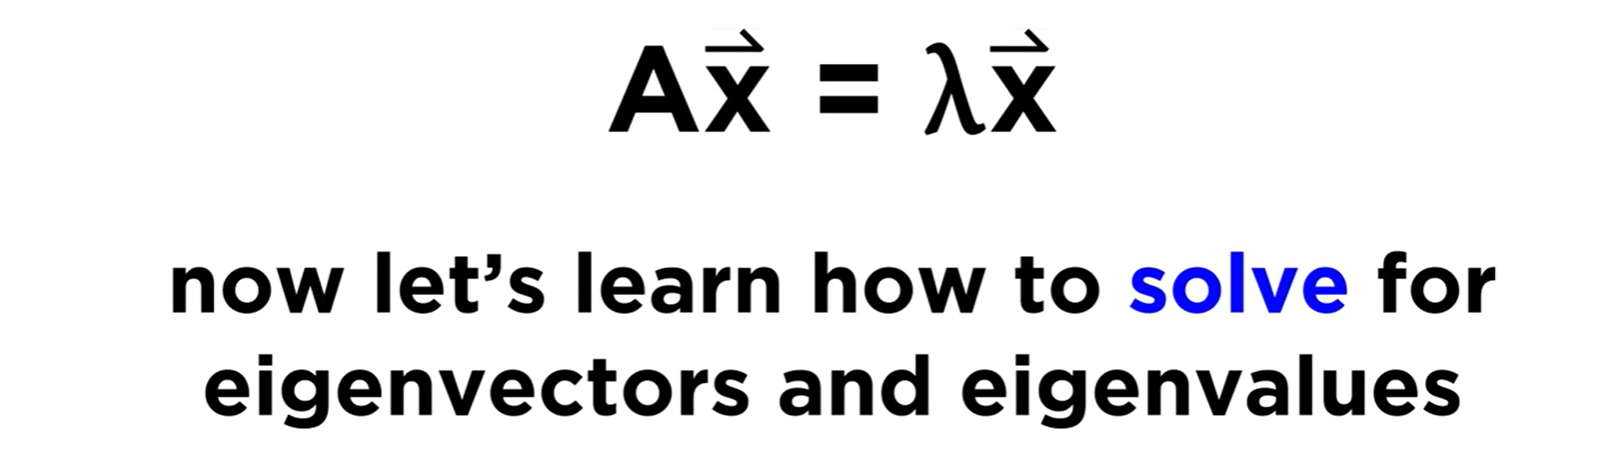 Ax⃗ = λx⃗
now let’s learn how to solve for
eigenvectors and eigenvalues